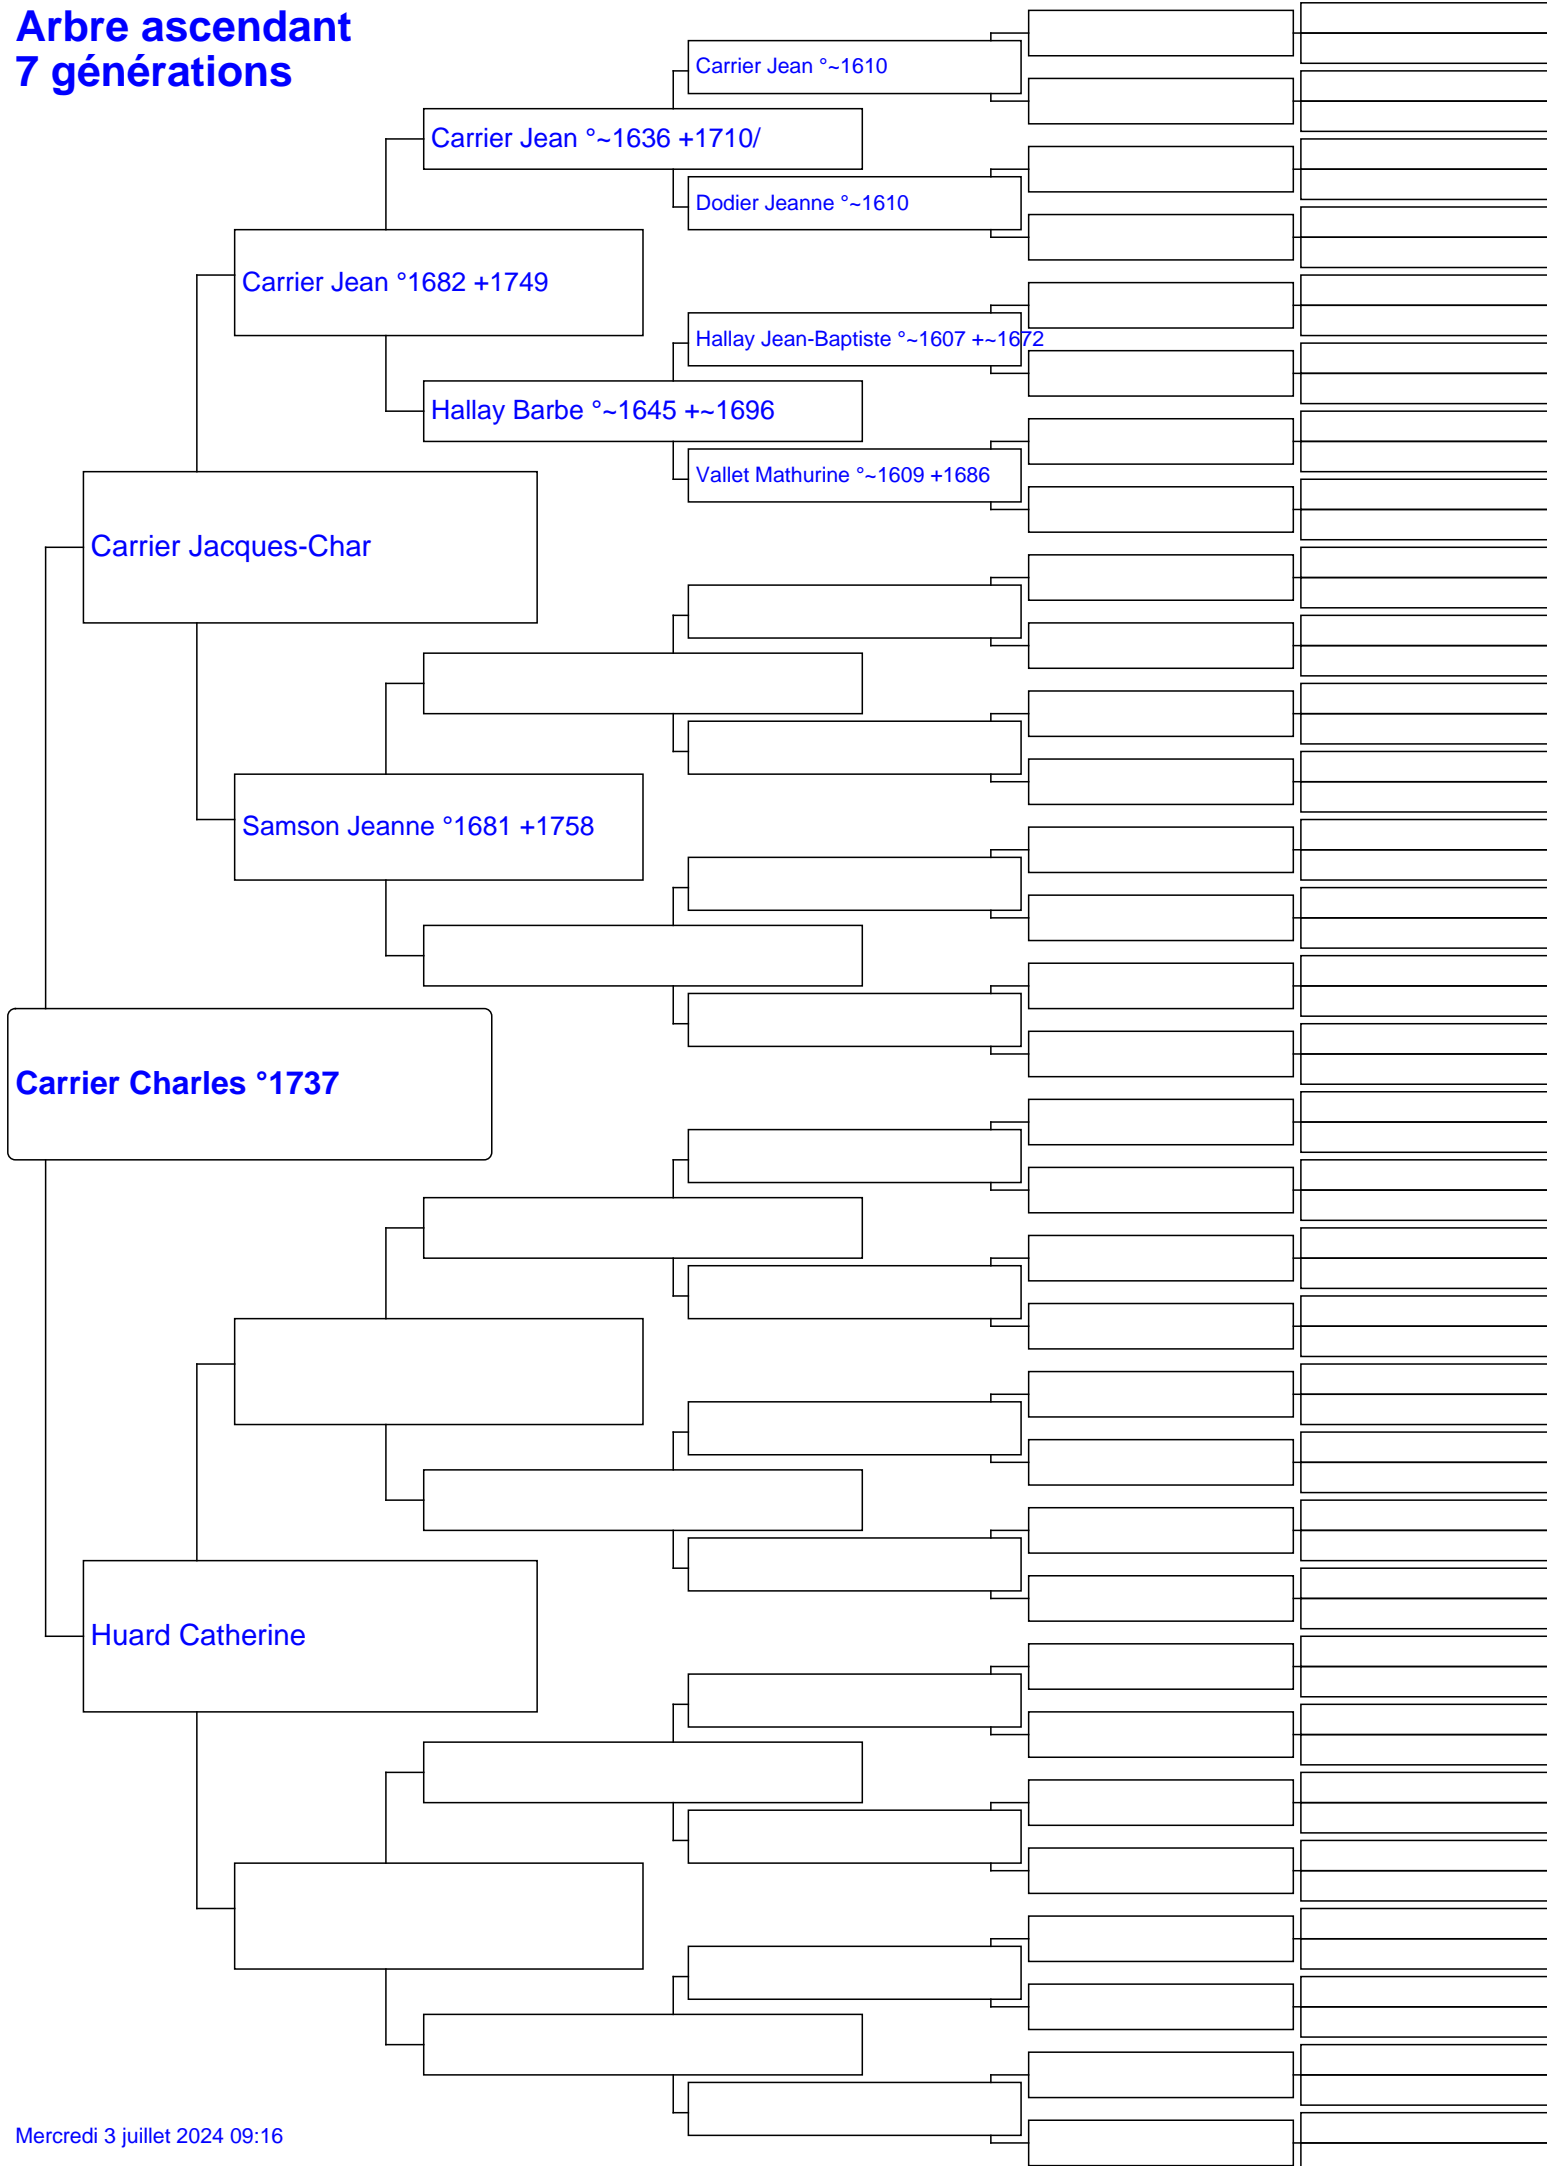 Arbre ascendant
7 générations
Carrier Jean °~1610
Carrier Jean °~1636 +1710/
Dodier Jeanne °~1610
Carrier Jean °1682 +1749
Hallay Jean-Baptiste °~1607 +~1672
Hallay Barbe °~1645 +~1696
Vallet Mathurine °~1609 +1686
Carrier Jacques-Char
Samson Jeanne °1681 +1758
Carrier Charles °1737
Huard Catherine
Mercredi 3 juillet 2024 09:16